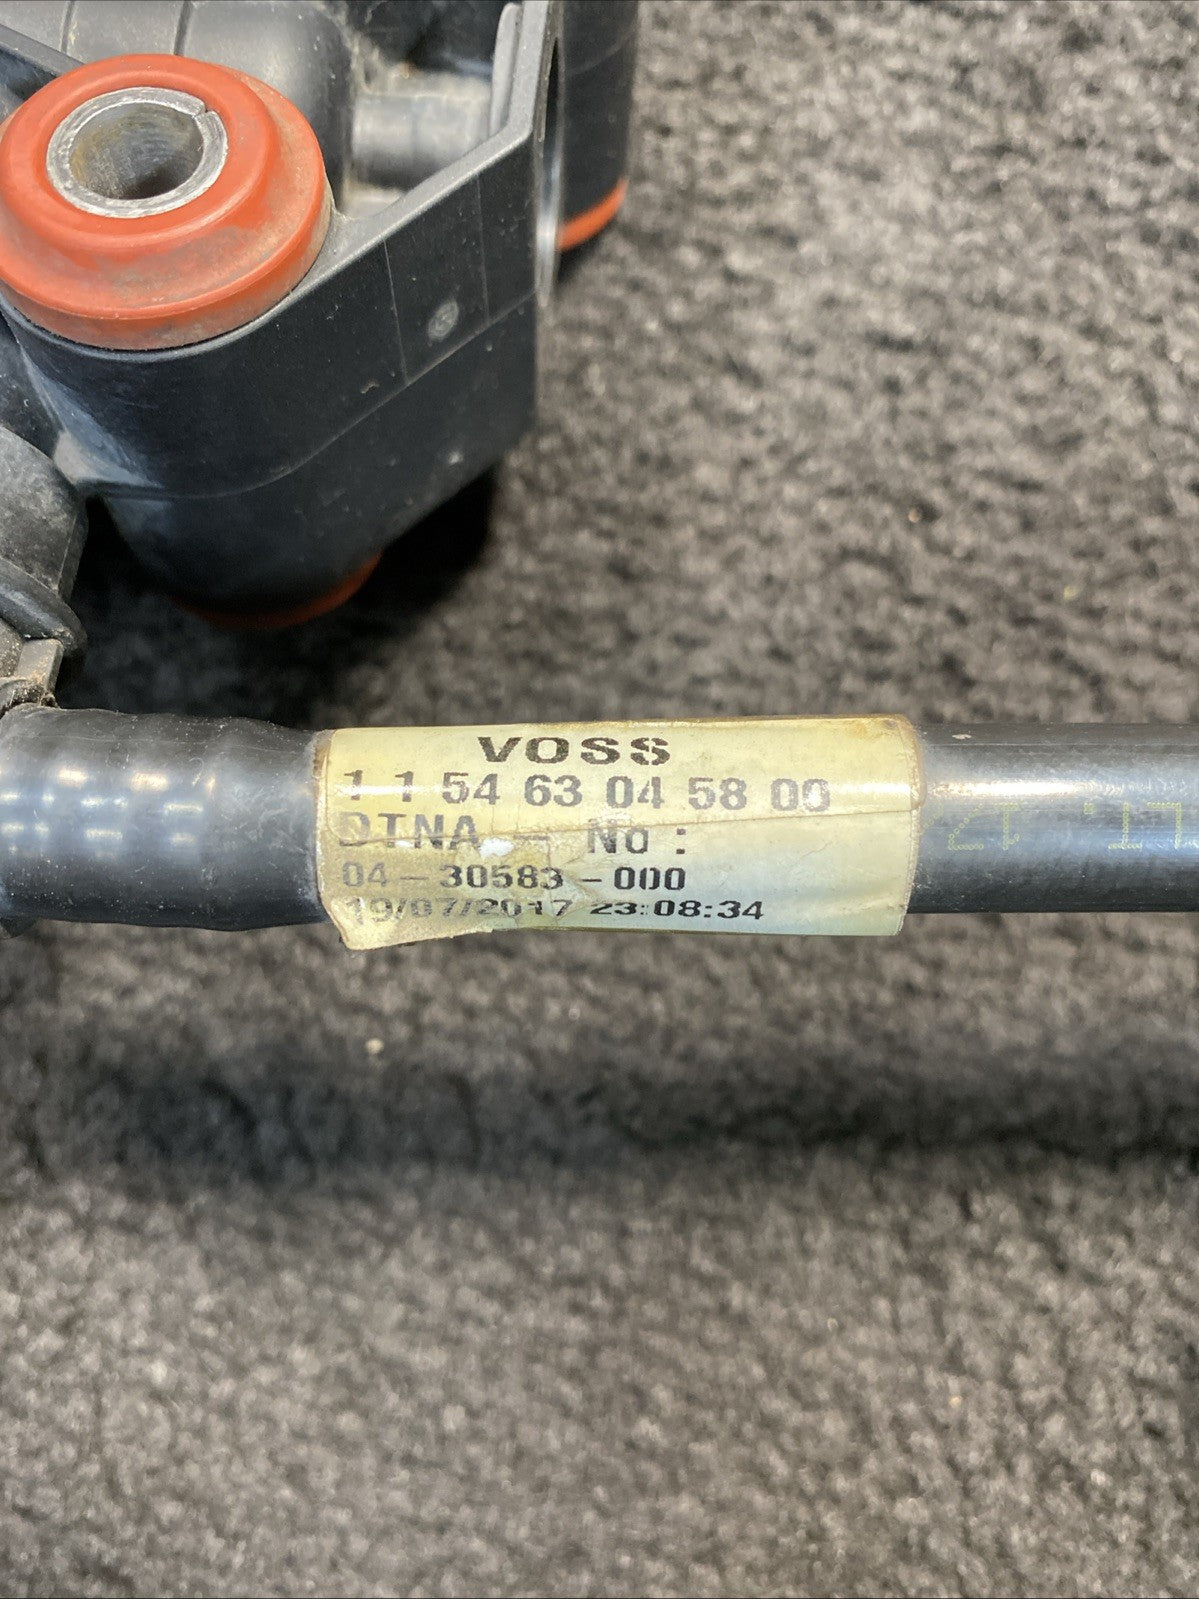 VOSS
1 1 54 63 04 58 00
DTNA - No :
04-30583-000
19/07/2017 23:08:34